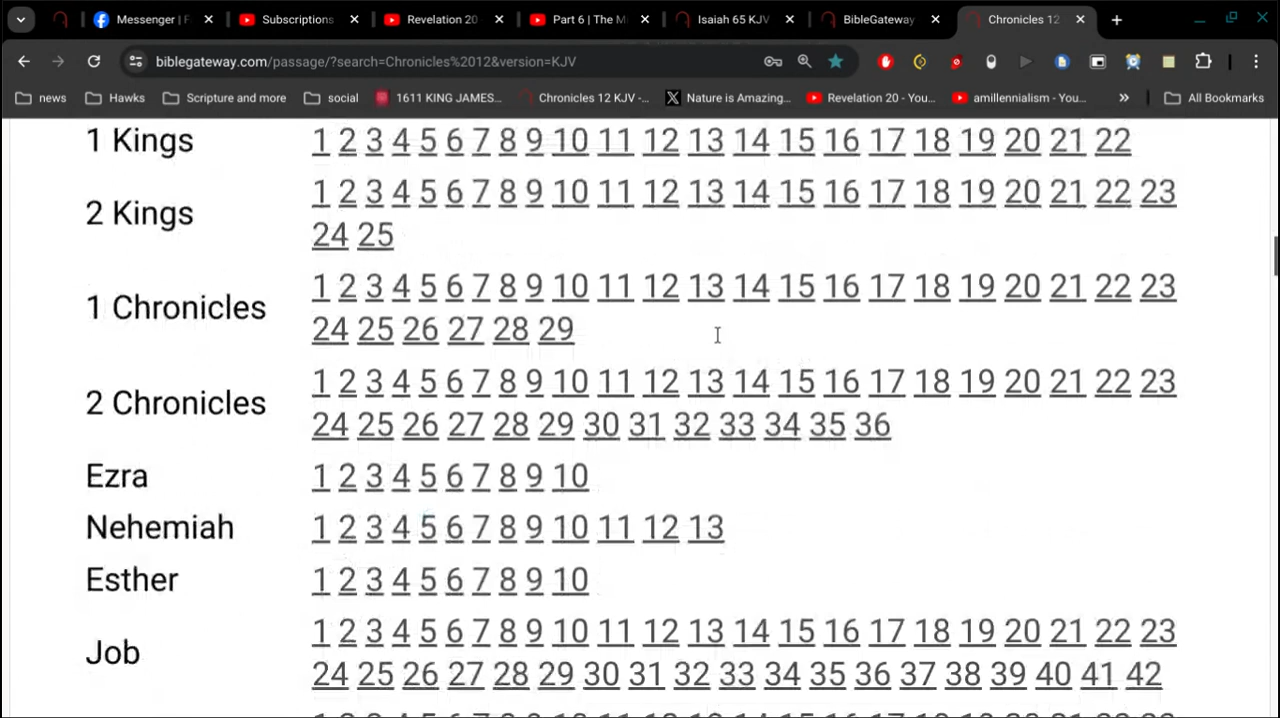 Messenger | F
Subscriptions
Revelation 20
Part 6 | The M
Isaiah 65 KJV
BibleGateway
Chronicles 12
biblegateway.com/passage/?search=Chronicles%2012&version=KJV
news
Hawks
Scripture and more
social
1611 KING JAMES...
Chronicles 12 KJV -...
Nature is Amazing...
Revelation 20 - You...
amillennialism - You...
»
All Bookmarks
1 Kings 1 2 3 4 5 6 7 8 9 10 11 12 13 14 15 16 17 18 19 20 21 22
2 Kings 1 2 3 4 5 6 7 8 9 10 11 12 13 14 15 16 17 18 19 20 21 22 23
24 25
1 Chronicles 1 2 3 4 5 6 7 8 9 10 11 12 13 14 15 16 17 18 19 20 21 22 23
24 25 26 27 28 29
2 Chronicles 1 2 3 4 5 6 7 8 9 10 11 12 13 14 15 16 17 18 19 20 21 22 23
24 25 26 27 28 29 30 31 32 33 34 35 36
Ezra 1 2 3 4 5 6 7 8 9 10
Nehemiah 1 2 3 4 5 6 7 8 9 10 11 12 13
Esther 1 2 3 4 5 6 7 8 9 10
Job 1 2 3 4 5 6 7 8 9 10 11 12 13 14 15 16 17 18 19 20 21 22 23
24 25 26 27 28 29 30 31 32 33 34 35 36 37 38 39 40 41 42